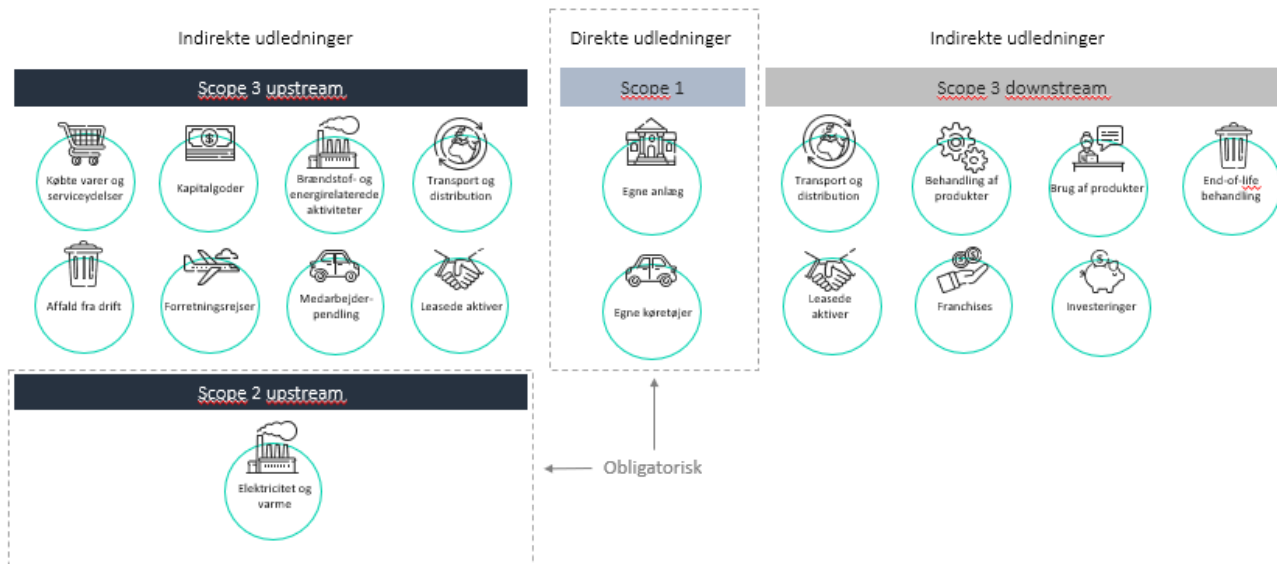 Indirekte udledninger
Direkte udledninger
Indirekte udledninger
Scope 3 upstream
Scope 1
Scope 3 downstream
Købte varer og
serviceydelser
Kapitalgoder
Brændstof- og
energirelaterede
aktiviteter
Transport og
distribution
Egne anlæg
Transport og
distribution
Behandling af
produkter
Brug af produkter
End-of-life
behandling
Affald fra drift
Forretningsrejser
Medarbejder-
pendling
Leasede aktiver
Egne køretøjer
Leasede
aktiver
Franchises
Investeringer
Scope 2 upstream
Obligatorisk
Elektricitet og
varme